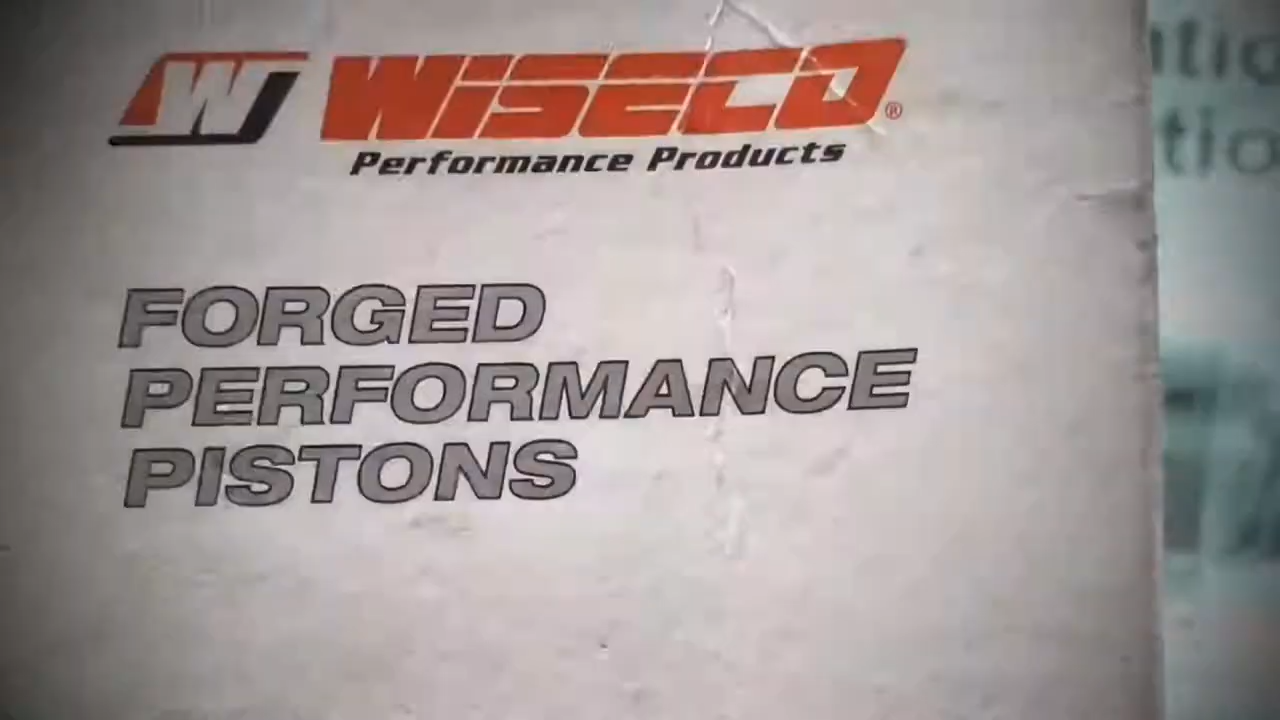 W WISECO®
Performance Products
FORGED
PERFORMANCE
PISTONS